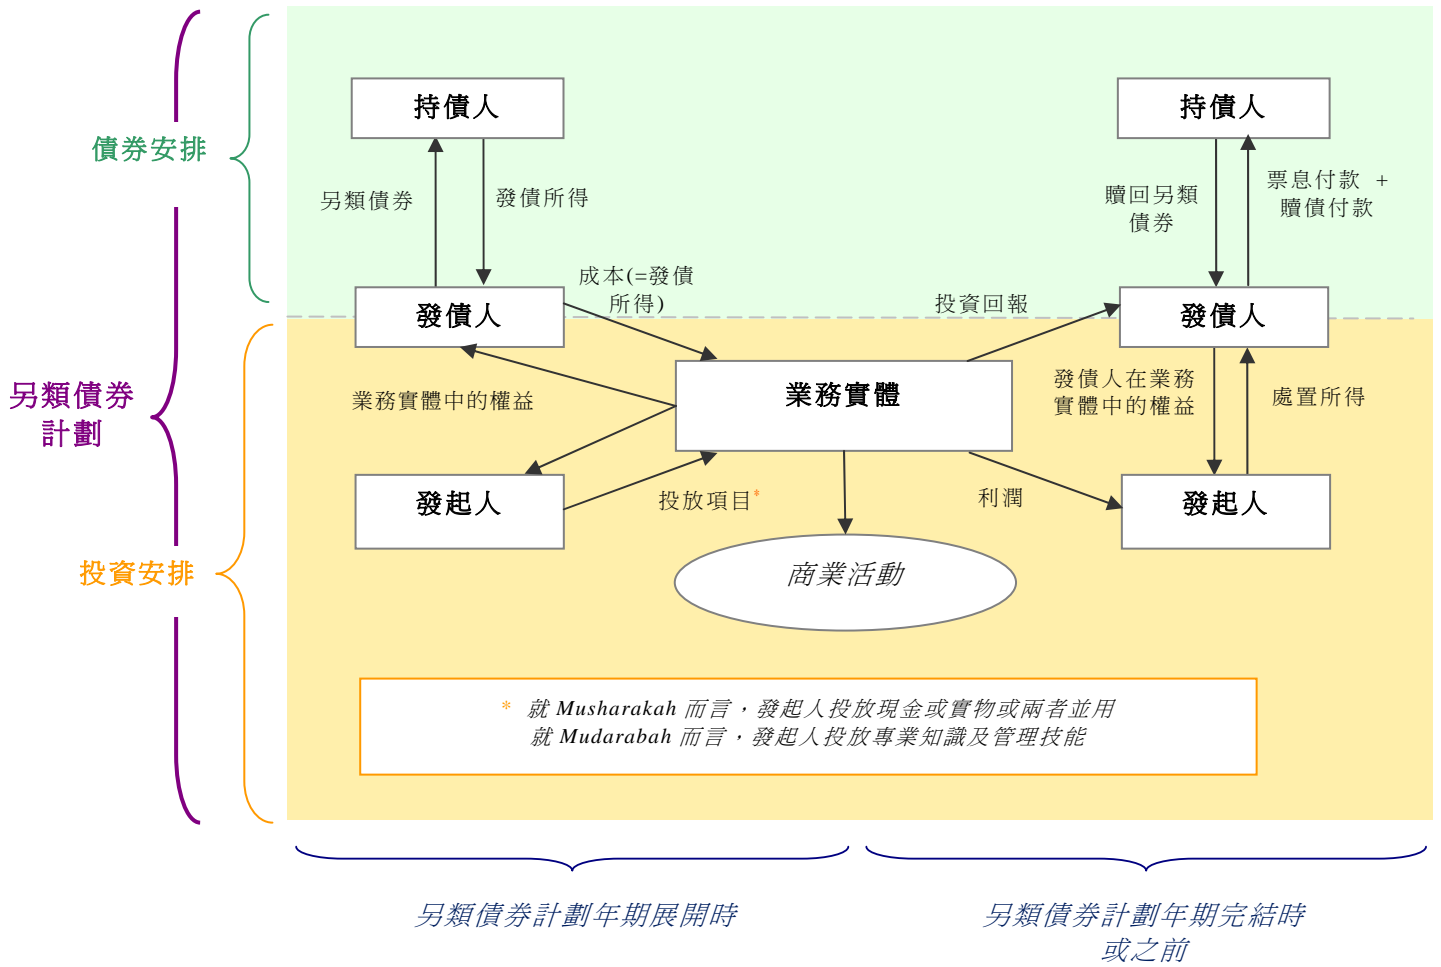 持債人
持債人
債券安排
另類債券
發債所得
贖回另類
債券
票息付款 +
贖債付款
成本(=發債
所得)
投資回報
發債人
發債人
另類債券
計劃
業務實體
業務實體中的權益
發債人在業務
實體中的權益
處置所得
發起人
投放項目*
利潤
發起人
投資安排
商業活動
* 就 Musharakah 而言，發起人投放現金或實物或兩者並用
就 Mudarabah 而言，發起人投放專業知識及管理技能
另類債券計劃年期展開時
另類債券計劃年期完結時
或之前